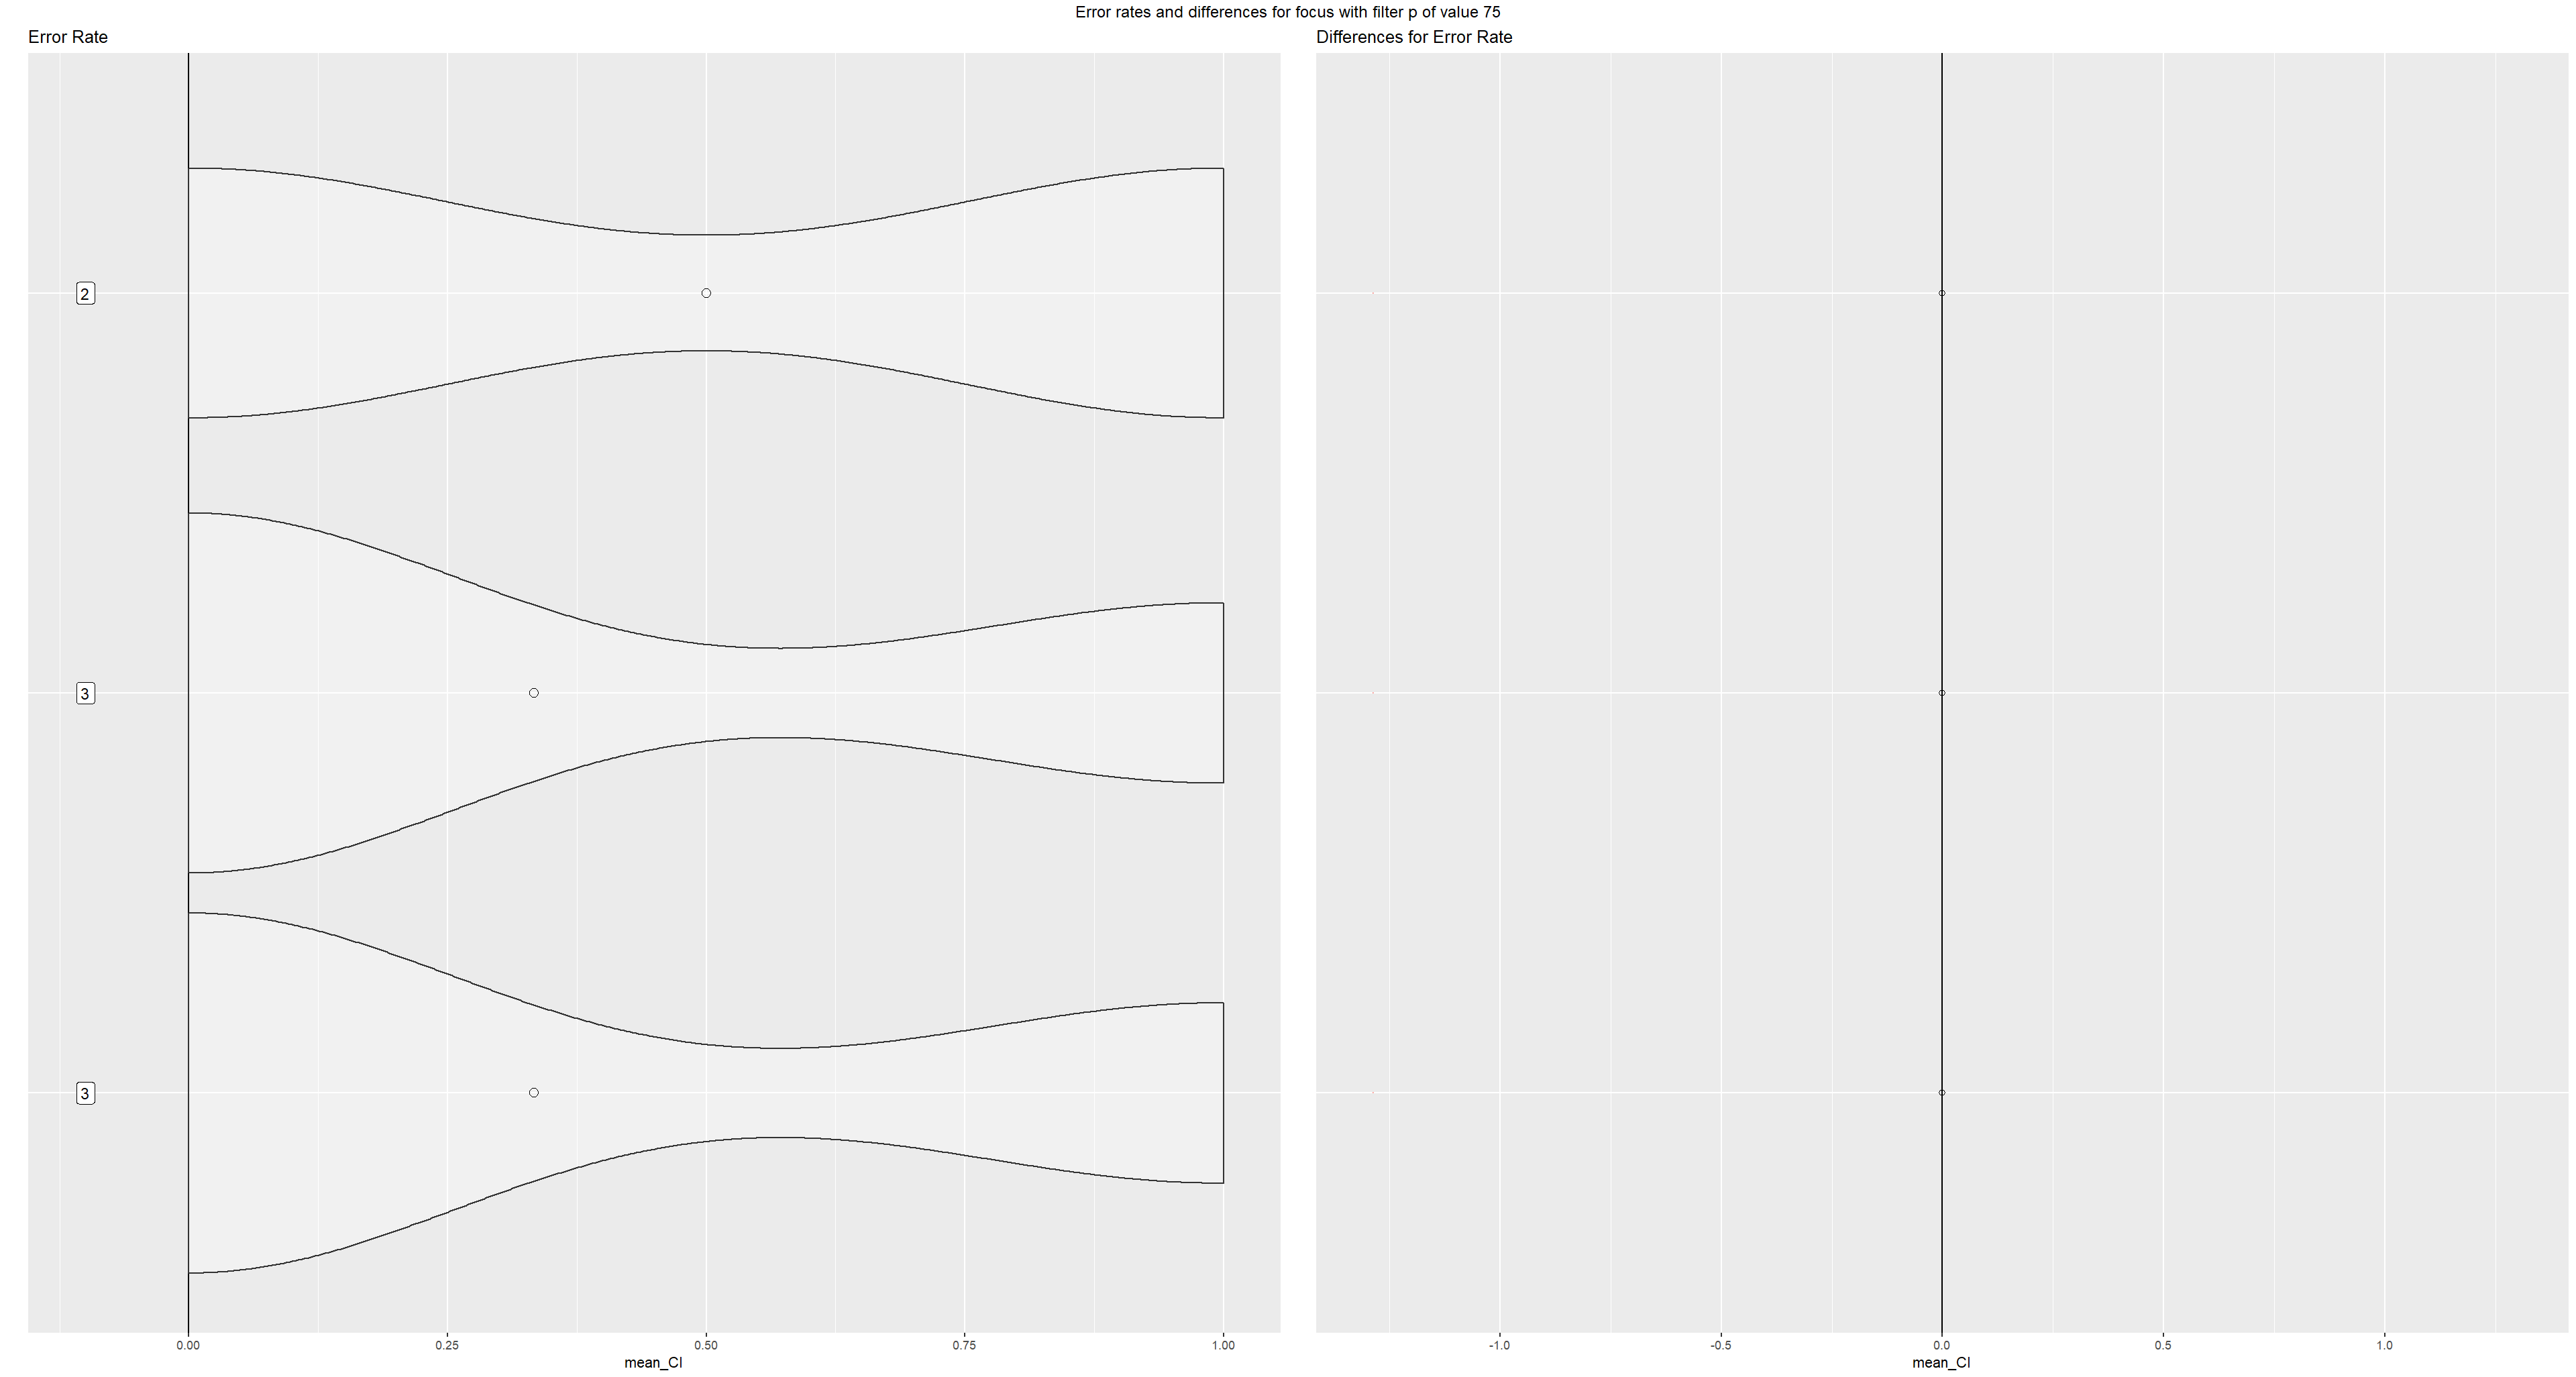 Error rates and differences for focus with filter p of value 75
Error Rate
2
3
3
0.00 0.25 0.50 0.75 1.00
mean_CI
Differences for Error Rate
-1.0 -0.5 0.0 0.5 1.0
mean_CI